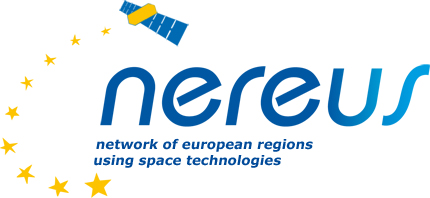 nereus
network of european regions
using space technologies